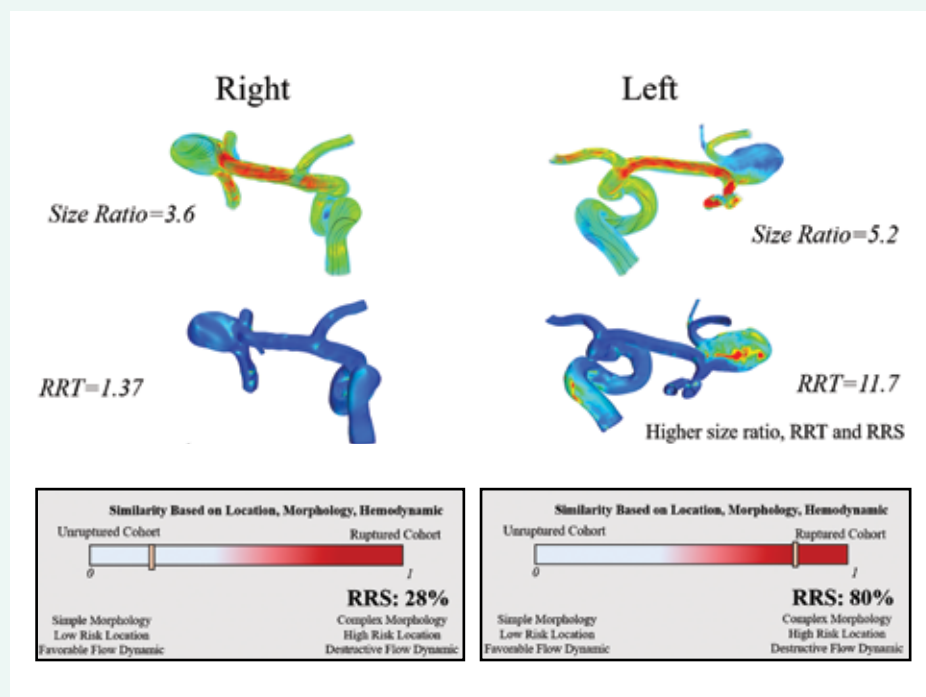 Right
Left
Size Ratio=3.6
Size Ratio=5.2
RRT=1.37
RRT=11.7
Higher size ratio, RRT and RRS
Similarity Based on Location, Morphology, Hemodynamic
Unruptured Cohort
Ruptured Cohort
0
1
RRS: 28%
Simple Morphology
Complex Morphology
Low Risk Location
High Risk Location
Favorable Flow Dynamic
Destructive Flow Dynamic
Similarity Based on Location, Morphology, Hemodynamic
Unruptured Cohort
Ruptured Cohort
0
1
RRS: 80%
Simple Morphology
Complex Morphology
Low Risk Location
High Risk Location
Favorable Flow Dynamic
Destructive Flow Dynamic